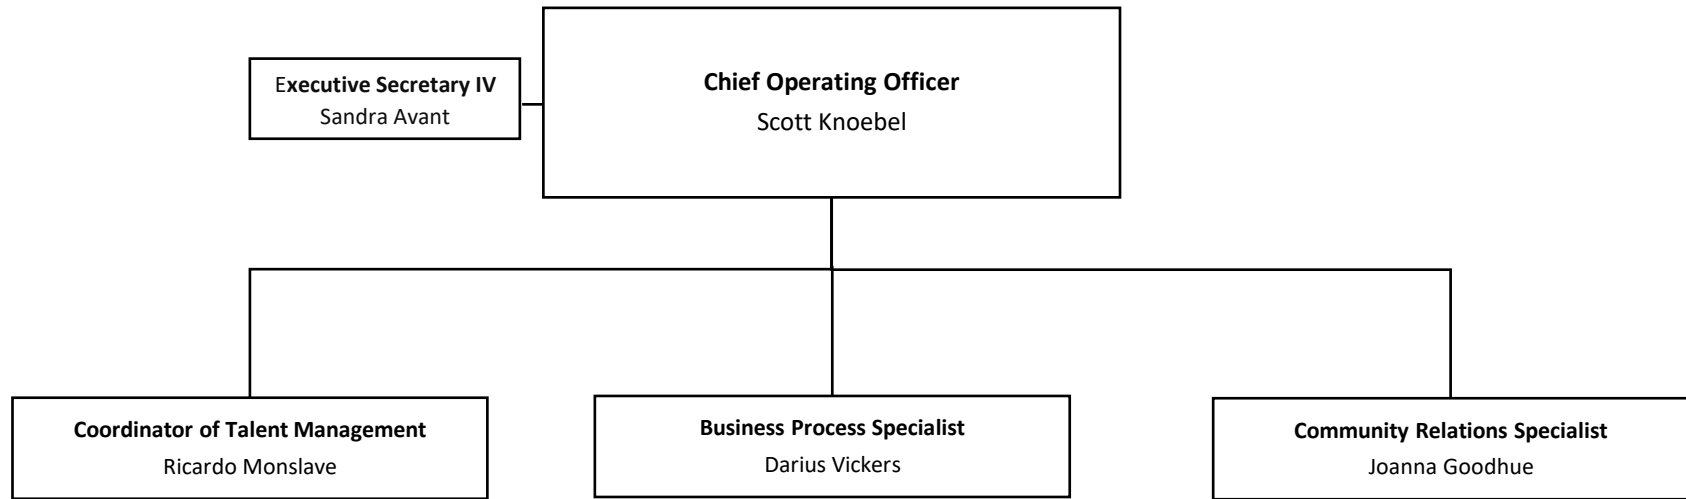 Chief Operating Officer
Scott Knoebel
Executive Secretary IV
Sandra Avant
Coordinator of Talent Management
Ricardo Monslave
Business Process Specialist
Darius Vickers
Community Relations Specialist
Joanna Goodhue